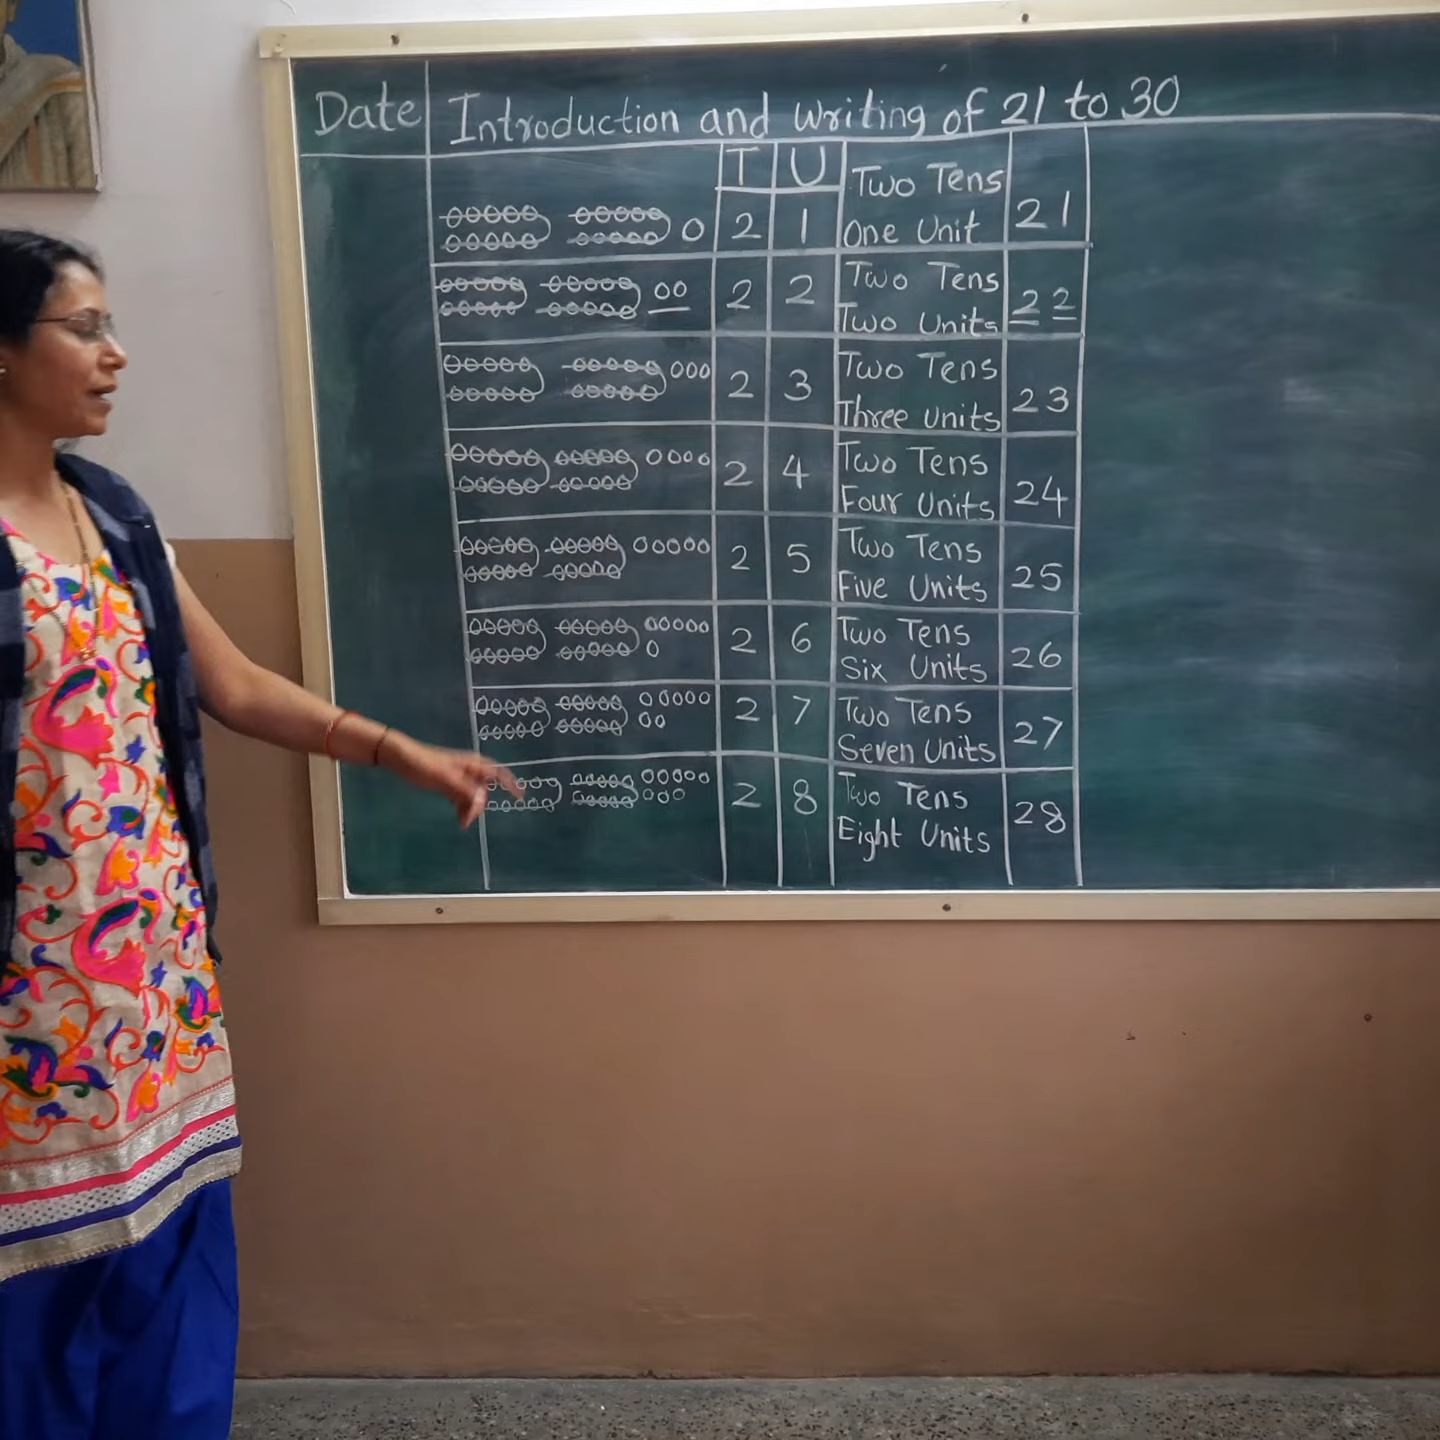 Date Introduction and writing of 21 to 30
T U
2 1 Two Tens One Unit 21
2 2 Two Tens Two Units 22
2 3 Two Tens Three Units 23
2 4 Two Tens Four Units 24
2 5 Two Tens Five Units 25
2 6 Two Tens Six Units 26
2 7 Two Tens Seven Units 27
2 8 Two Tens Eight Units 28